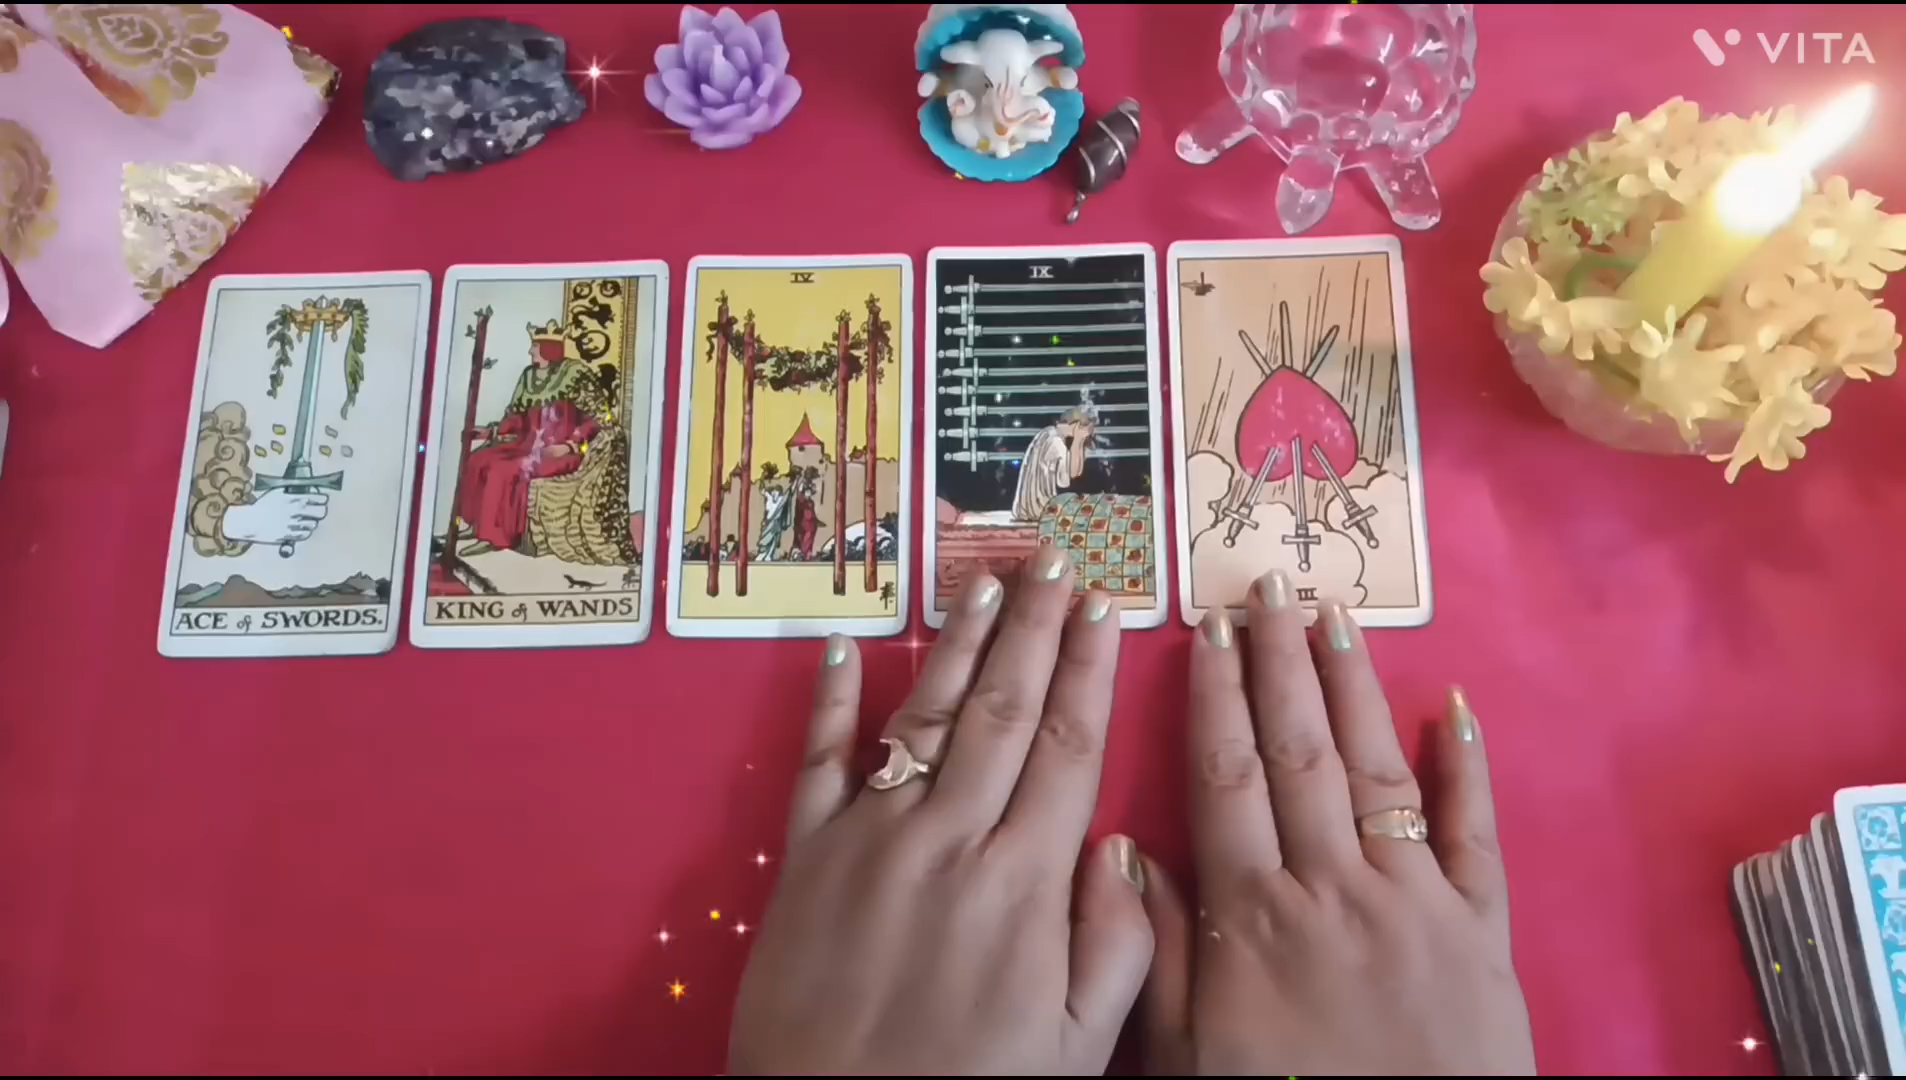 VITA
IV
IX
ACE of SWORDS.
KING of WANDS
III